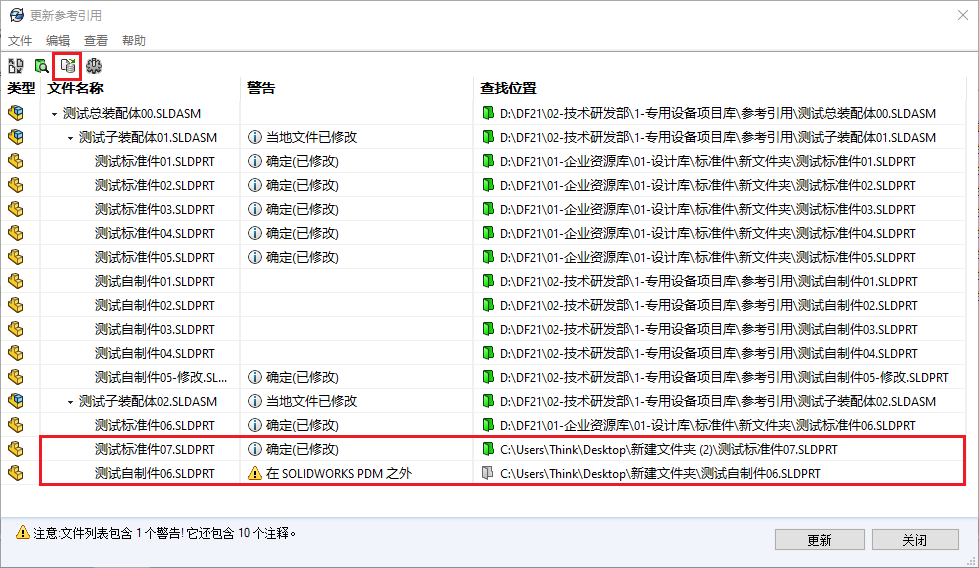 更新参考引用
文件 编辑 查看 帮助
类型 文件名称 警告 查找位置
测试总装配体00.SLDASM D:\DF21\02-技术研发部\1-专用设备项目库\参考引用\测试总装配体00.SLDASM
测试子装配体01.SLDASM 当地文件已修改 D:\DF21\02-技术研发部\1-专用设备项目库\参考引用\测试子装配体01.SLDASM
测试标准件01.SLDPRT 确定(已修改) D:\DF21\01-企业资源库\01-设计库\标准件\新文件夹\测试标准件01.SLDPRT
测试标准件02.SLDPRT 确定(已修改) D:\DF21\01-企业资源库\01-设计库\标准件\新文件夹\测试标准件02.SLDPRT
测试标准件03.SLDPRT 确定(已修改) D:\DF21\01-企业资源库\01-设计库\标准件\新文件夹\测试标准件03.SLDPRT
测试标准件04.SLDPRT 确定(已修改) D:\DF21\01-企业资源库\01-设计库\标准件\新文件夹\测试标准件04.SLDPRT
测试标准件05.SLDPRT 确定(已修改) D:\DF21\01-企业资源库\01-设计库\标准件\新文件夹\测试标准件05.SLDPRT
测试自制件01.SLDPRT D:\DF21\02-技术研发部\1-专用设备项目库\参考引用\测试自制件01.SLDPRT
测试自制件02.SLDPRT D:\DF21\02-技术研发部\1-专用设备项目库\参考引用\测试自制件02.SLDPRT
测试自制件03.SLDPRT D:\DF21\02-技术研发部\1-专用设备项目库\参考引用\测试自制件03.SLDPRT
测试自制件04.SLDPRT D:\DF21\02-技术研发部\1-专用设备项目库\参考引用\测试自制件04.SLDPRT
测试自制件05-修改.SL... 确定(已修改) D:\DF21\02-技术研发部\1-专用设备项目库\参考引用\测试自制件05-修改.SLDPRT
测试子装配体02.SLDASM 当地文件已修改 D:\DF21\02-技术研发部\1-专用设备项目库\参考引用\测试子装配体02.SLDASM
测试标准件06.SLDPRT 确定(已修改) D:\DF21\01-企业资源库\01-设计库\标准件\新文件夹\测试标准件06.SLDPRT
测试标准件07.SLDPRT 确定(已修改) C:\Users\Think\Desktop\新建文件夹 (2)\测试标准件07.SLDPRT
测试自制件06.SLDPRT 在 SOLIDWORKS PDM 之外 C:\Users\Think\Desktop\新建文件夹\测试自制件06.SLDPRT
注意:文件列表包含 1 个警告! 它还包含 10 个注释。
更新 关闭